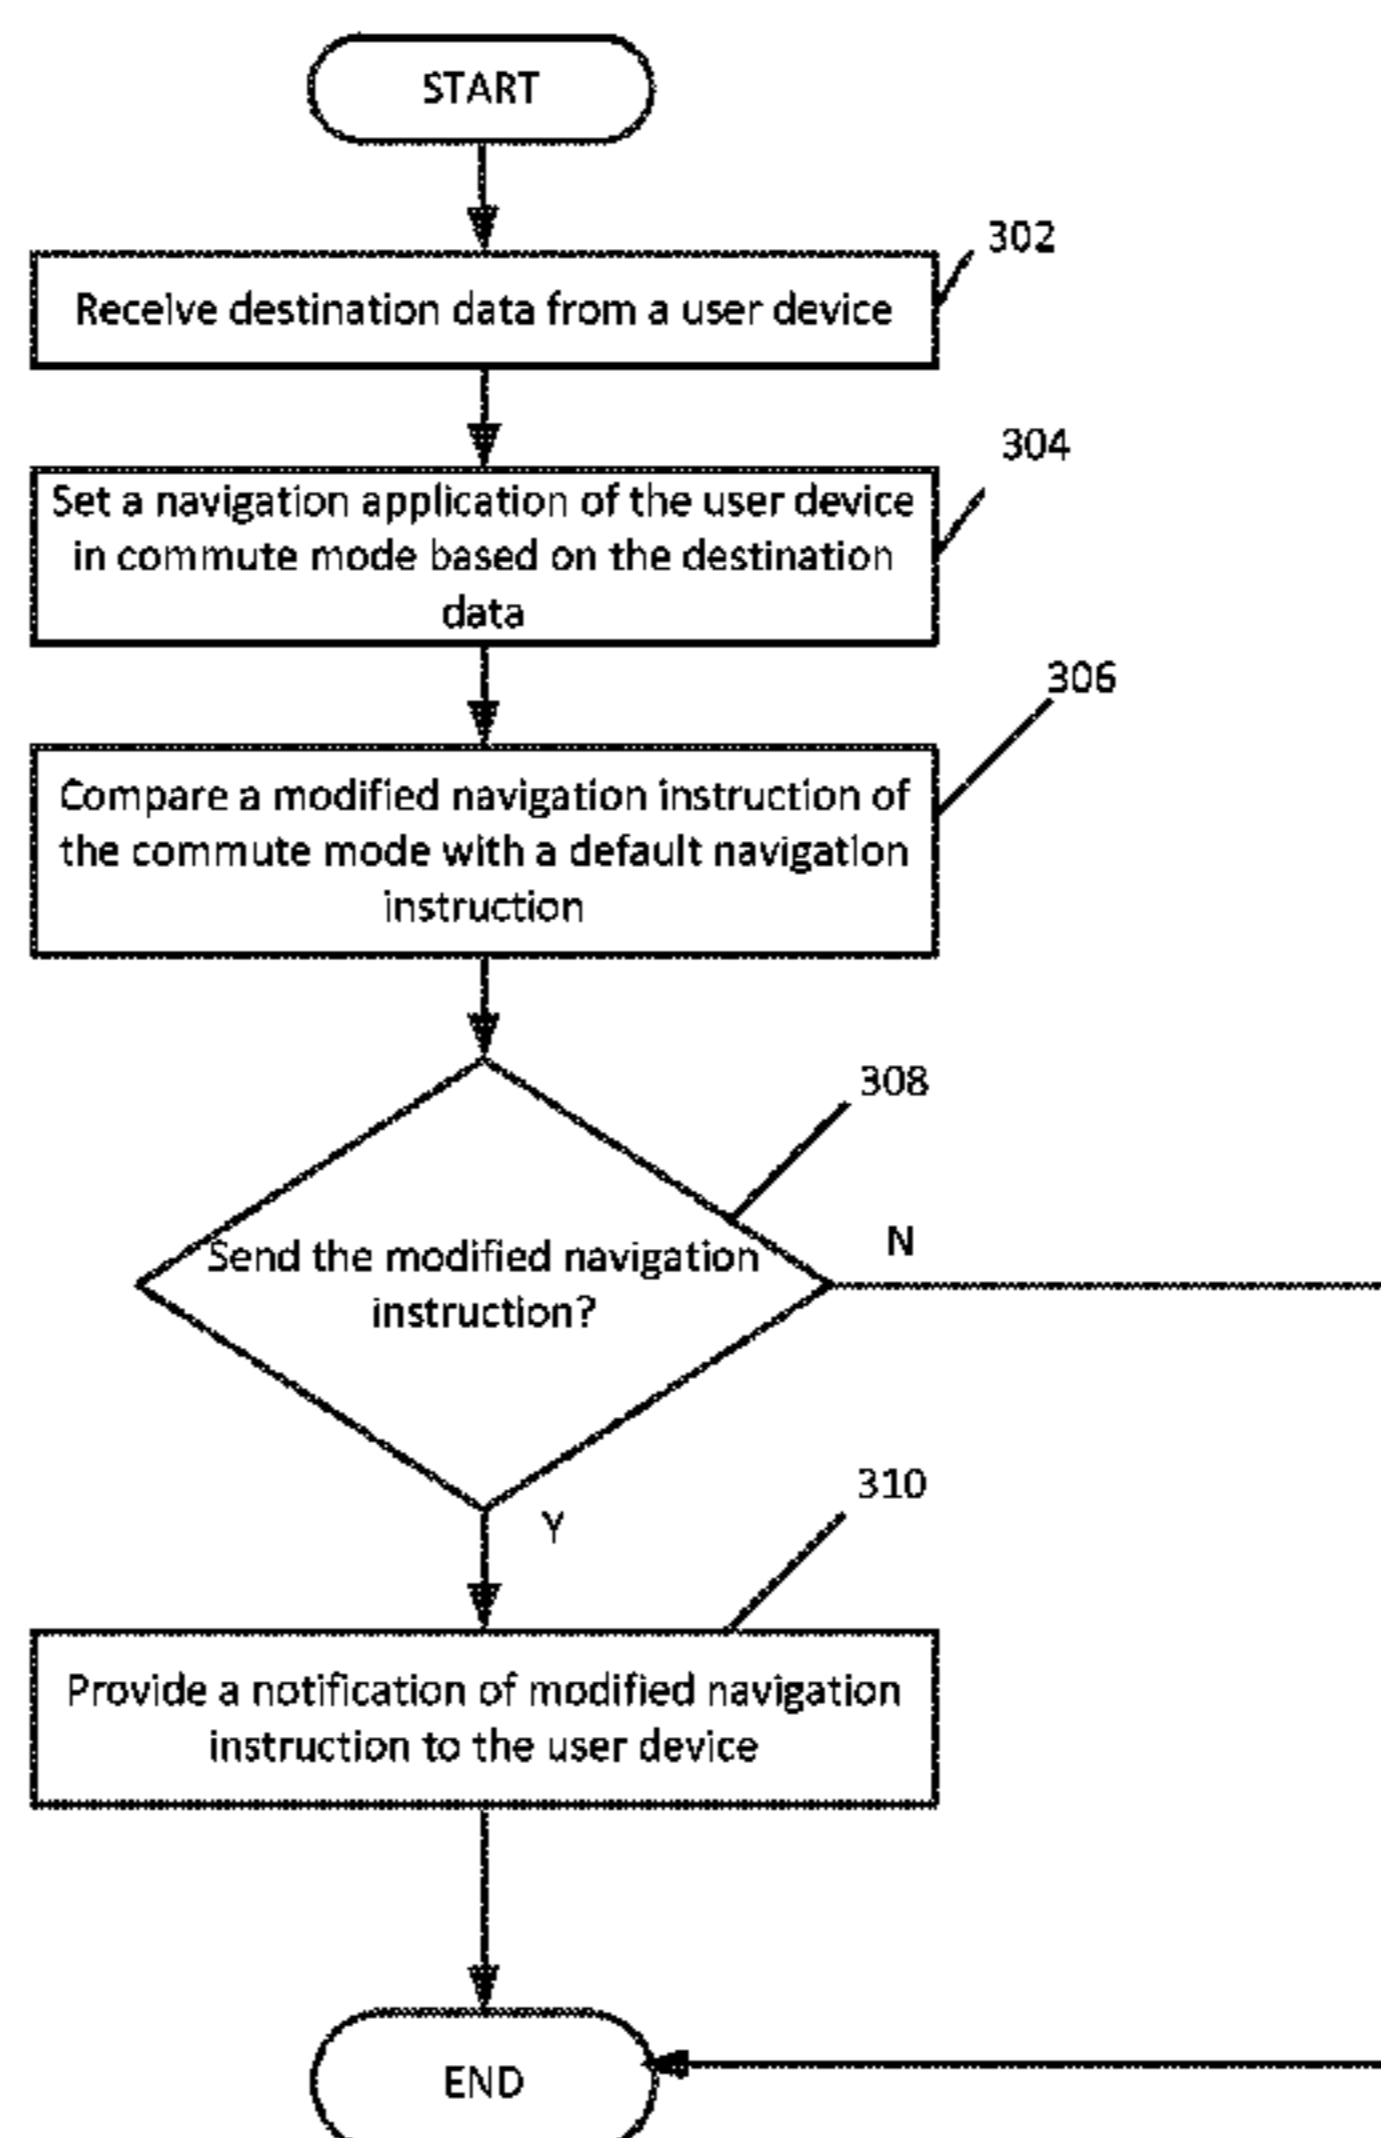 START
302
Receive destination data from a user device
304
Set a navigation application of the user device
in commute mode based on the destination
data
306
Compare a modified navigation instruction of
the commute mode with a default navigation
instruction
308
Send the modified navigation
instruction?
N
Y
310
Provide a notification of modified navigation
instruction to the user device
END